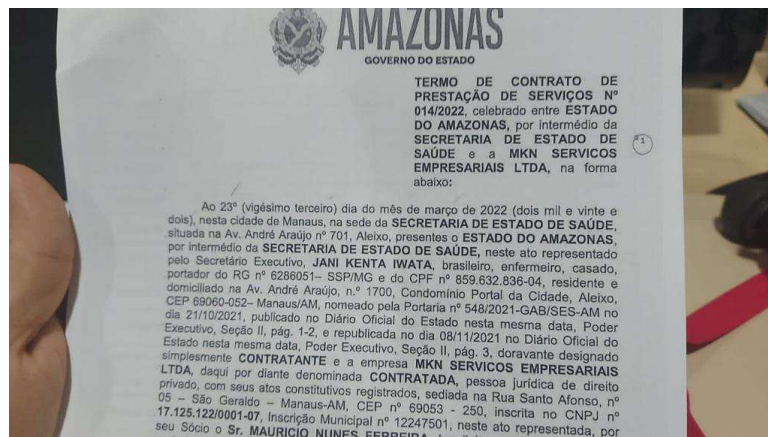 AMAZONAS
GOVERNO DO ESTADO
TERMO DE CONTRATO DE
PRESTAÇÃO DE SERVIÇOS Nº
014/2022, celebrado entre ESTADO
DO AMAZONAS, por intermédio da
SECRETARIA DE ESTADO DE
SAÚDE e a MKN SERVICOS
EMPRESARIAIS LTDA, na forma
abaixo:
Ao 23º (vigésimo terceiro) dia do mês de março de 2022 (dois mil e vinte e
dois), nesta cidade de Manaus, na sede da SECRETARIA DE ESTADO DE SAÚDE,
situada na Av. André Araújo nº 701, Aleixo, presentes o ESTADO DO AMAZONAS,
por intermédio da SECRETARIA DE ESTADO DE SAÚDE, neste ato representado
pelo Secretário Executivo, JANI KENTA IWATA, brasileiro, enfermeiro, casado,
portador do RG nº 6286051– SSP/MG e do CPF nº 859.632.836-04, residente e
domiciliado na Av. André Araújo, n.º 1700, Condomínio Portal da Cidade, Aleixo,
CEP 69060-052– Manaus/AM, nomeado pela Portaria nº 548/2021-GAB/SES-AM no
dia 21/10/2021, publicado no Diário Oficial do Estado nesta mesma data, Poder
Executivo, Seção II, pág. 1-2, e republicada no dia 08/11/2021 no Diário Oficial do
Estado nesta mesma data, Poder Executivo, Seção II, pág. 3, doravante designado
simplesmente CONTRATANTE e a empresa MKN SERVICOS EMPRESARIAIS
LTDA, daqui por diante denominada CONTRATADA, pessoa jurídica de direito
privado, com seus atos constitutivos registrados, sediada na Rua Santo Afonso, nº
05 – São Geraldo – Manaus-AM, CEP nº 69053 - 250, inscrita no CNPJ nº
17.125.122/0001-07, Inscrição Municipal nº 12247501, neste ato representada, por
seu Sócio o Sr. MAURICIO NUNES FERREIRA,